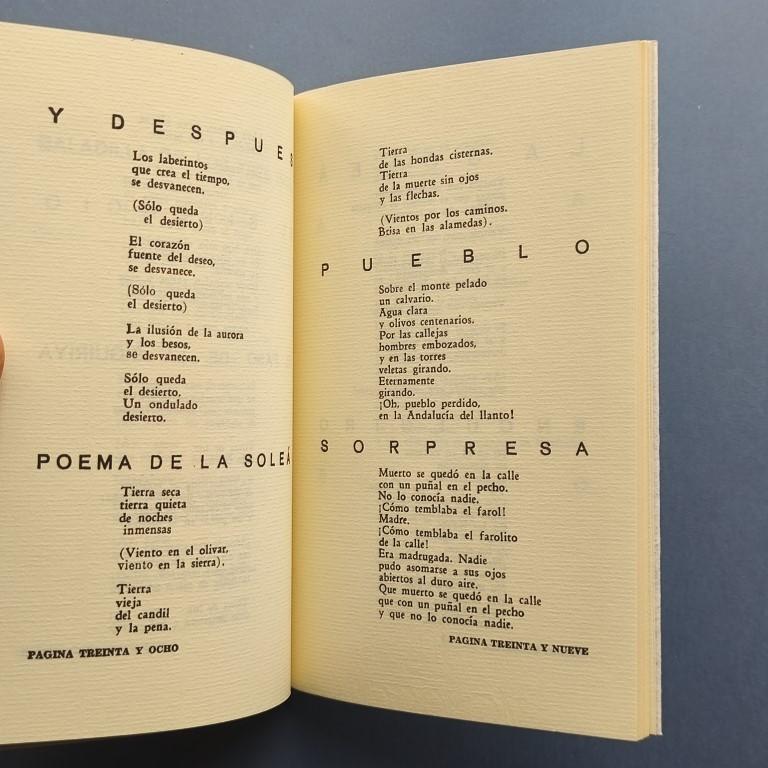 Y DESPUES
Los laberintos
que crea el tiempo,
se desvanecen.
(Sólo queda
el desierto)
El corazón
fuente del deseo,
se desvanece.
(Sólo queda
el desierto)
La ilusión de la aurora
y los besos,
se desvanecen.
Sólo queda
el desierto.
Un ondulado
desierto.
POEMA DE LA SOLEÁ
Tierra seca
tierra quieta
de noches
inmensas
(Viento en el olivar,
viento en la sierra).
Tierra
vieja
del candil
y la pena.
PAGINA TREINTA Y OCHO
Tierra
de las hondas cisternas.
Tierra
de la muerte sin ojos
y las flechas.
(Vientos por los caminos.
Brisa en las alamedas).
PUEBLO
Sobre el monte pelado
un calvario.
Agua clara
y olivos centenarios.
Por las callejas
hombres embozados,
y en las torres
veletas girando.
Eternamente
girando.
¡Oh, pueblo perdido,
en la Andalucía del llanto!
SORPRESA
Muerto se quedó en la calle
con un puñal en el pecho.
No lo conocía nadie.
¡Cómo temblaba el farol!
Madre.
¡Cómo temblaba el farolito
de la calle!
Era madrugada. Nadie
pudo asomarse a sus ojos
abiertos al duro aire.
Que muerto se quedó en la calle
que con un puñal en el pecho
y que no lo conocía nadie.
PAGINA TREINTA Y NUEVE